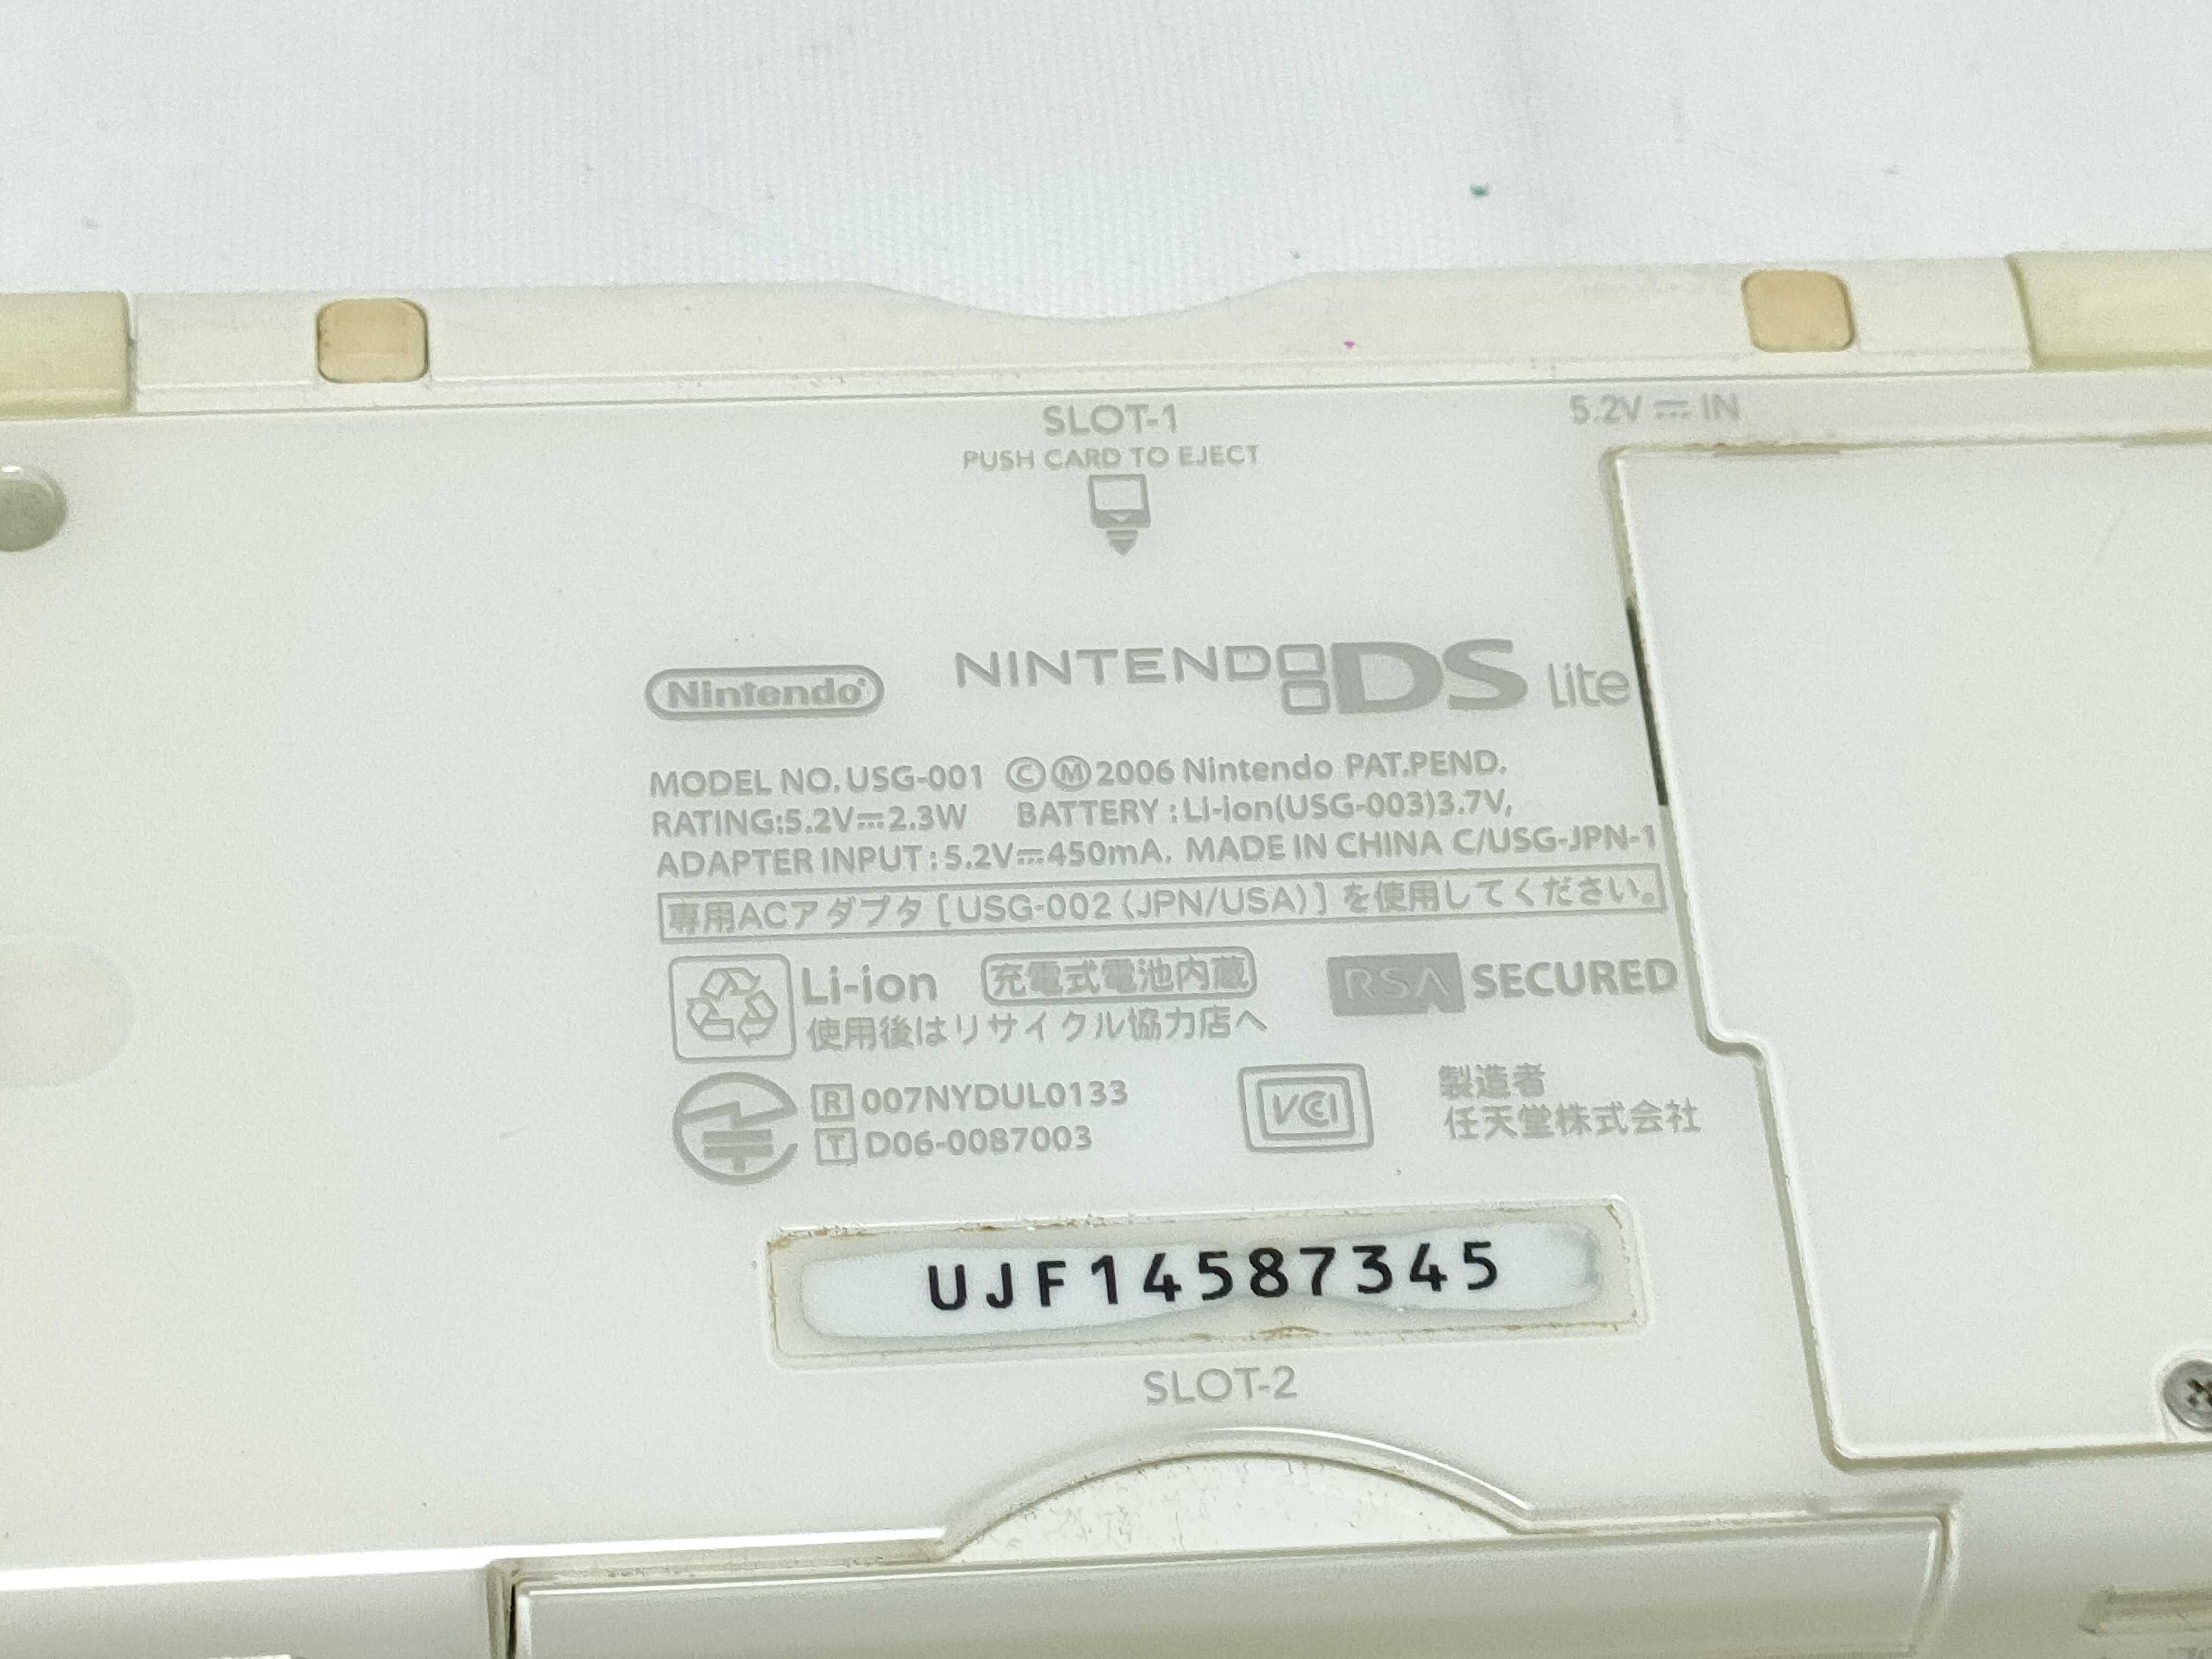 SLOT-1
5.2V ⎓ IN
PUSH CARD TO EJECT
Nintendo
NINTENDO DS Lite
MODEL NO. USG-001 ©Ⓜ2006 Nintendo PAT.PEND.
RATING:5.2V⎓2.3W BATTERY : Li-ion(USG-003)3.7V,
ADAPTER INPUT : 5.2V⎓450mA. MADE IN CHINA C/USG-JPN-1
専用ACアダプタ [ USG-002 (JPN/USA) ] を使用してください。
Li-ion 充電式電池内蔵
RSA SECURED
使用後はリサイクル協力店へ
R 007NYDUL0133
T D06-0087003
VCI
製造者
任天堂株式会社
UJF14587345
SLOT-2